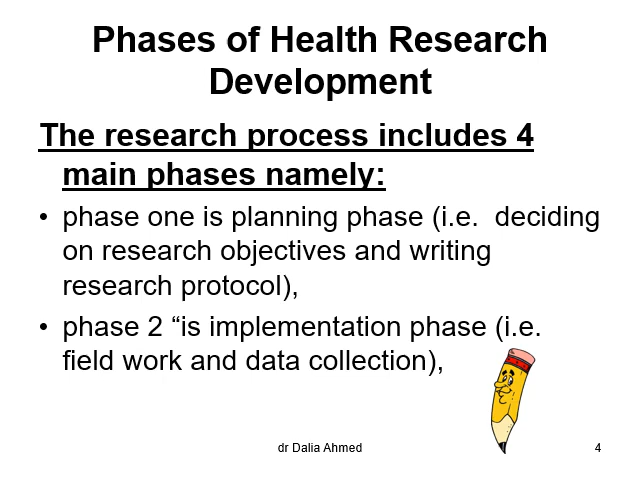 Phases of Health Research
Development
The research process includes 4
main phases namely:
• phase one is planning phase (i.e.  deciding
on research objectives and writing
research protocol),
• phase 2 “is implementation phase (i.e.
field work and data collection),
dr Dalia Ahmed
4